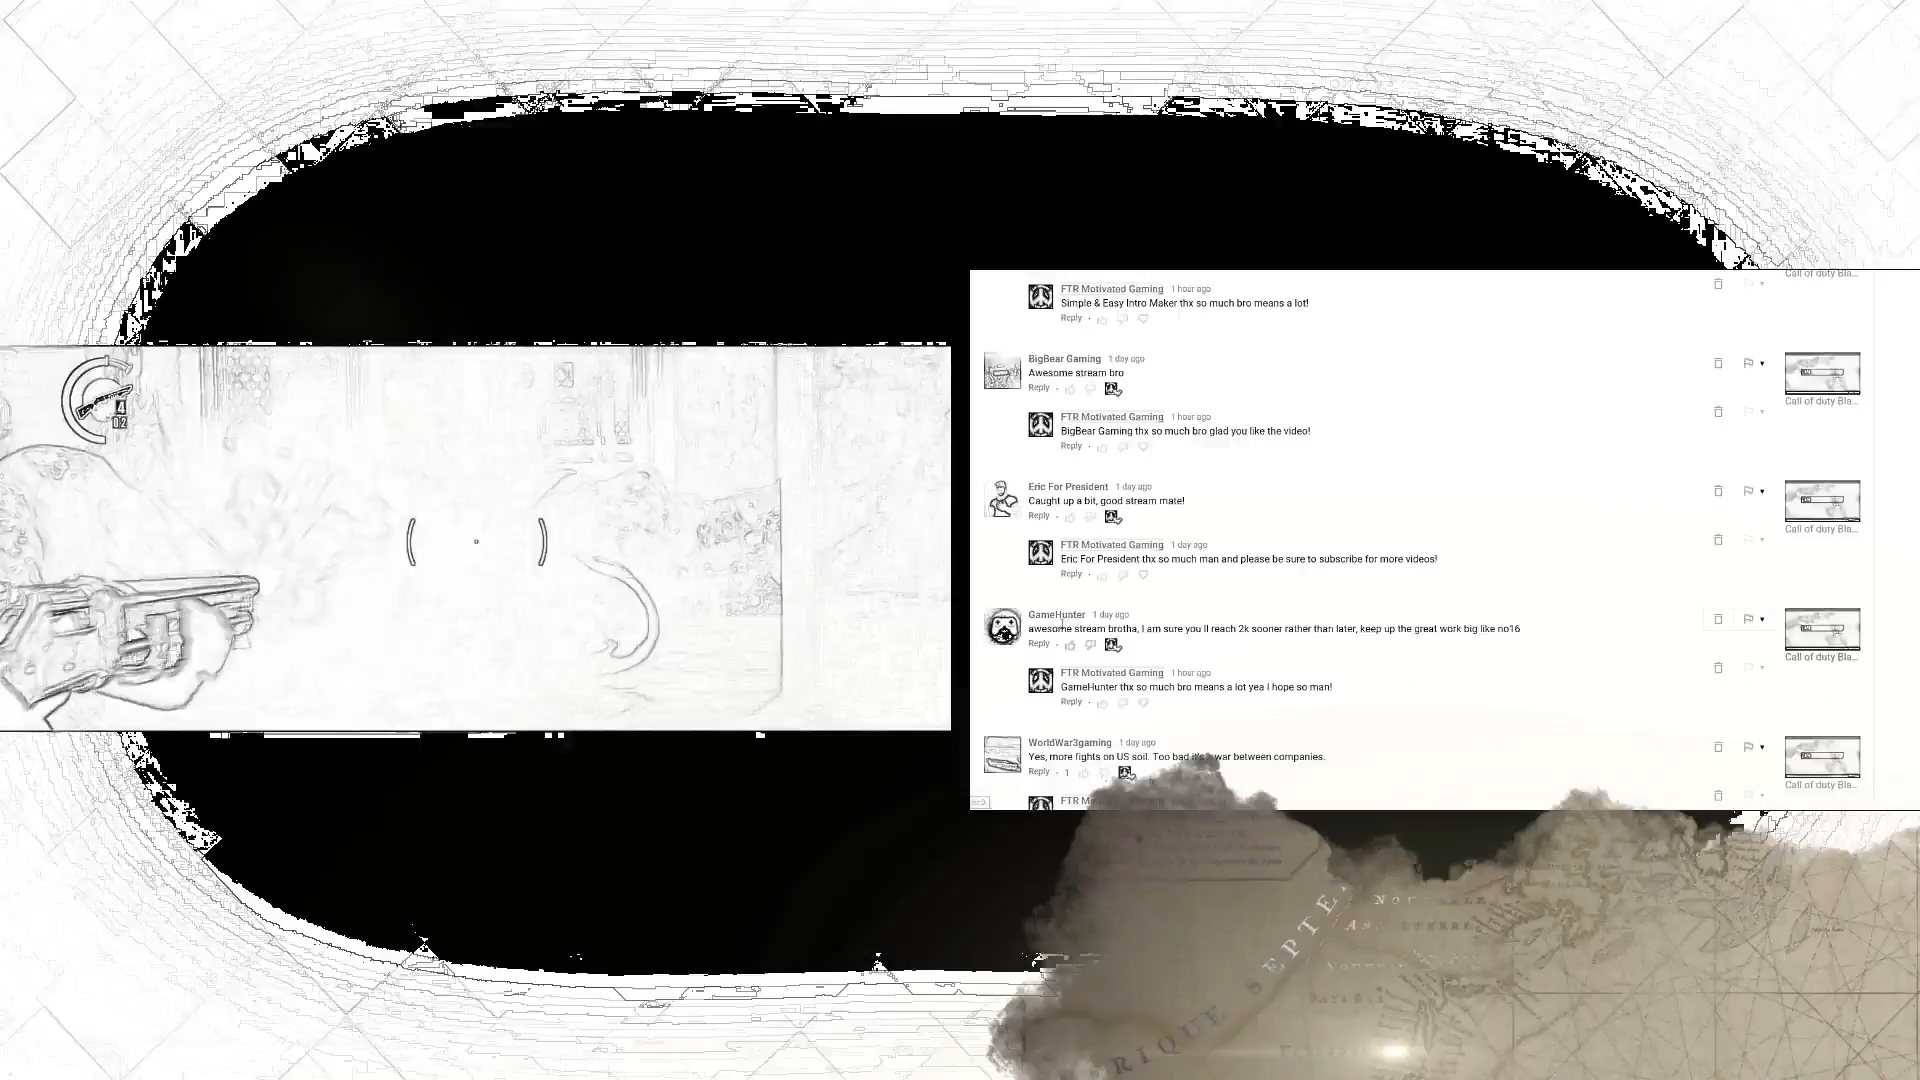 4
02
Call of duty Bla...
FTR Motivated Gaming 1 hour ago
Simple & Easy Intro Maker thx so much bro means a lot!
Reply
BigBear Gaming 1 day ago
Awesome stream bro
Reply
Call of duty Bla...
FTR Motivated Gaming 1 hour ago
BigBear Gaming thx so much bro glad you like the video!
Reply
Eric For President 1 day ago
Caught up a bit, good stream mate!
Reply
Call of duty Bla...
FTR Motivated Gaming 1 day ago
Eric For President thx so much man and please be sure to subscribe for more videos!
Reply
GameHunter 1 day ago
awesome stream brotha, I am sure you ll reach 2k sooner rather than later, keep up the great work big like no16
Reply
Call of duty Bla...
FTR Motivated Gaming 1 hour ago
GameHunter thx so much bro means a lot yea I hope so man!
Reply
WorldWar3gaming 1 day ago
Yes, more fights on US soil. Too bad it's a war between companies.
Reply 1
Call of duty Bla...
FTR
RIQUE SEPTE